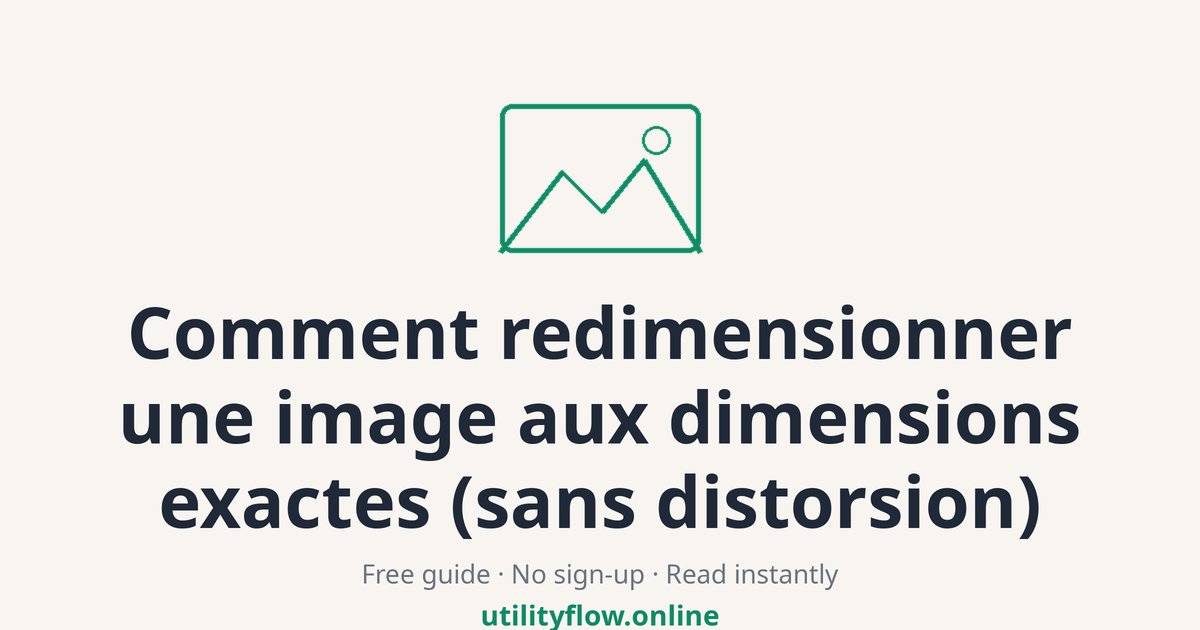 Comment redimensionner
une image aux dimensions
exactes (sans distorsion)
Free guide · No sign-up · Read instantly
utilityflow.online